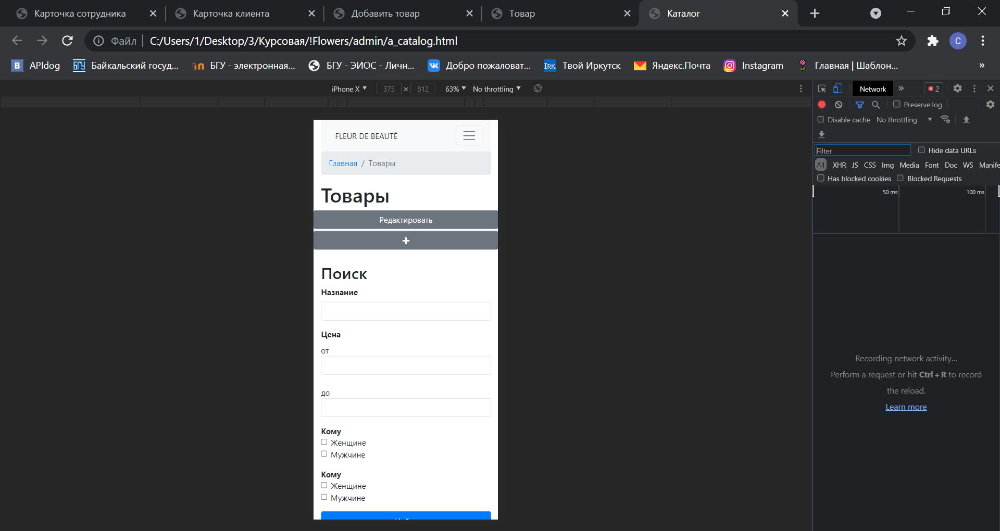 Карточка сотрудника
Карточка клиента
Добавить товар
Товар
Каталог
Файл
C:/Users/1/Desktop/3/Курсовая/!Flowers/admin/a_catalog.html
C
B APIdog
БГУ Байкальский госуд...
БГУ - электронная...
БГУ - ЭИОС - Личн...
Добро пожаловат...
IRK. Твой Иркутск
Яндекс.Почта
Instagram
Главная | Шаблон...
»
iPhone X
375 × 812
63%
No throttling
Network
»
2
Preserve log
Disable cache
No throttling
Filter
Hide data URLs
All XHR JS CSS Img Media Font Doc WS Manife
Has blocked cookies
Blocked Requests
50 ms
100 ms
Recording network activity...
Perform a request or hit Ctrl + R to record
the reload.
Learn more
FLEUR DE BEAUTÉ
Главная / Товары
Товары
Редактировать
+
Поиск
Название
Цена
от
до
Кому
Женщине
Мужчине
Кому
Женщине
Мужчине